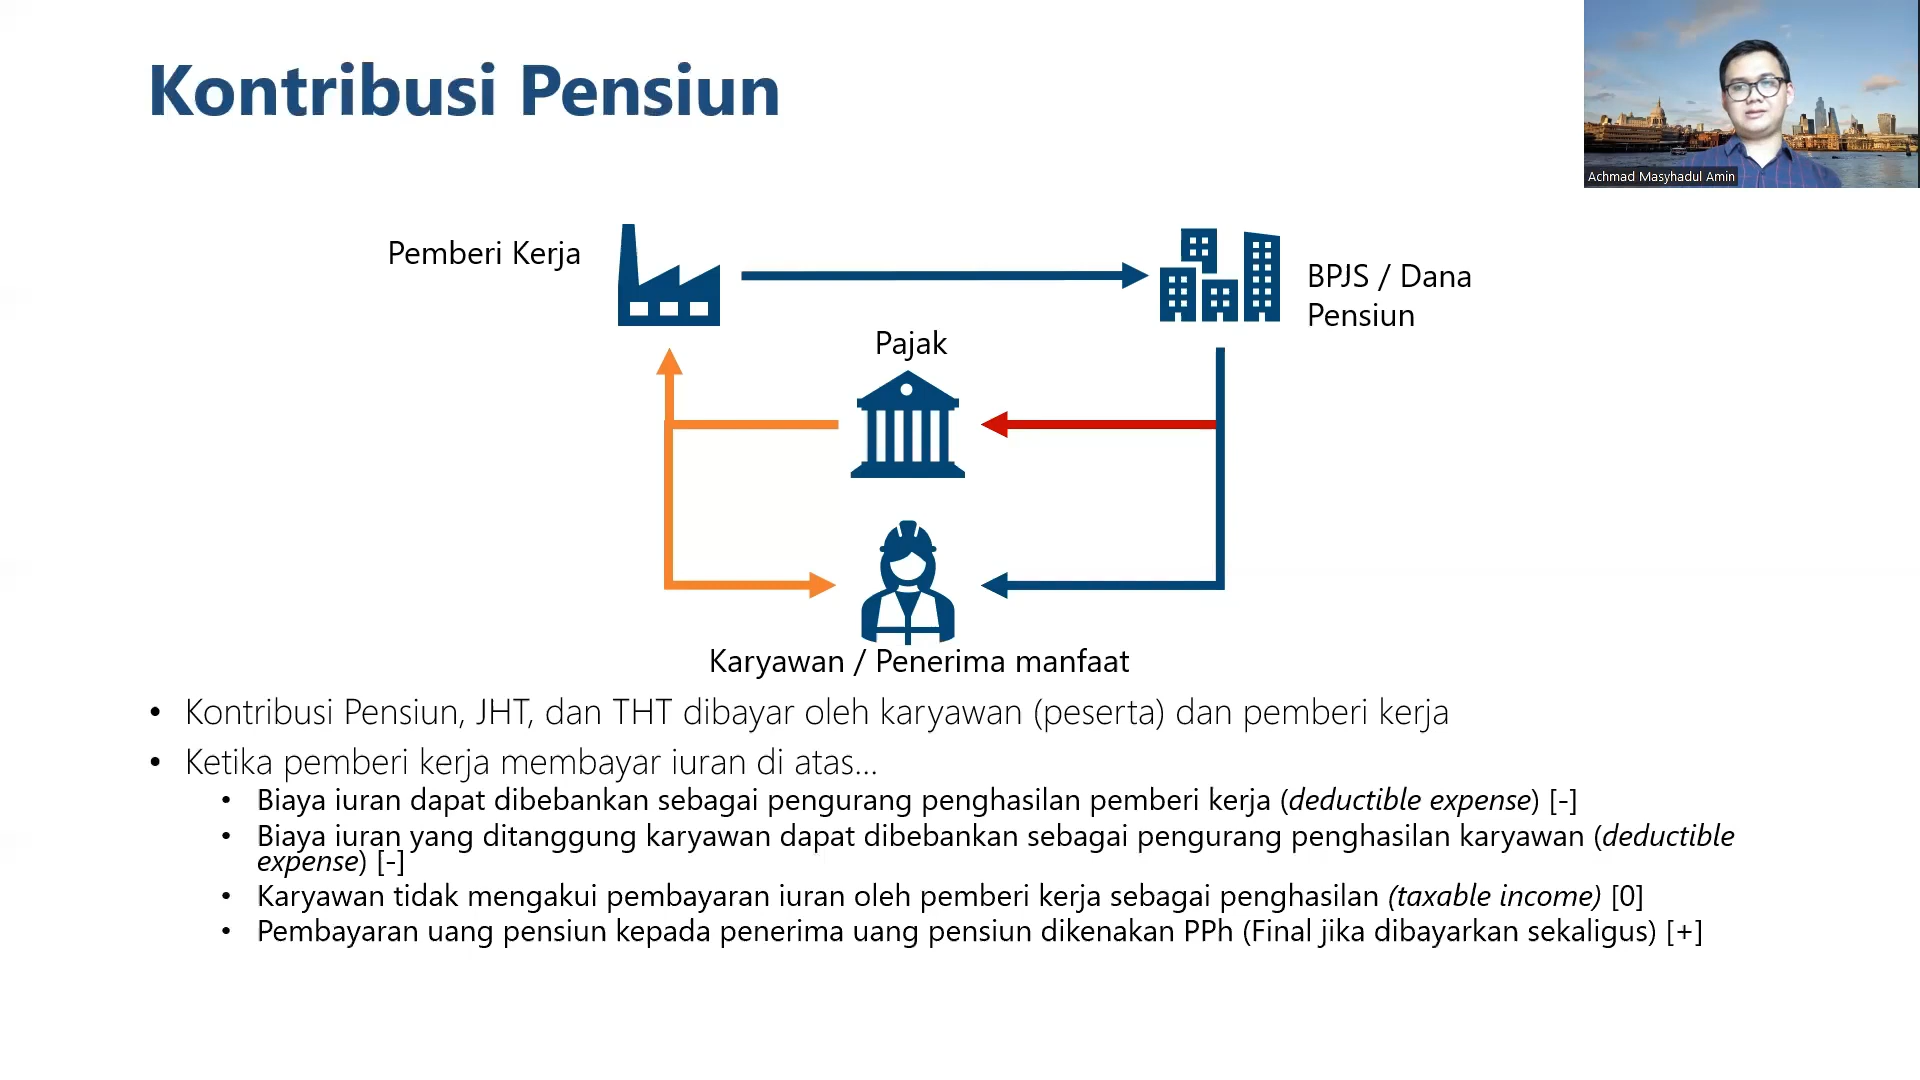 Kontribusi Pensiun
Achmad Masyhadul Amin
Pemberi Kerja
BPJS / Dana
Pensiun
Pajak
Karyawan / Penerima manfaat
• Kontribusi Pensiun, JHT, dan THT dibayar oleh karyawan (peserta) dan pemberi kerja
• Ketika pemberi kerja membayar iuran di atas...
• Biaya iuran dapat dibebankan sebagai pengurang penghasilan pemberi kerja (deductible expense) [-]
• Biaya iuran yang ditanggung karyawan dapat dibebankan sebagai pengurang penghasilan karyawan (deductible
expense) [-]
• Karyawan tidak mengakui pembayaran iuran oleh pemberi kerja sebagai penghasilan (taxable income) [0]
• Pembayaran uang pensiun kepada penerima uang pensiun dikenakan PPh (Final jika dibayarkan sekaligus) [+]